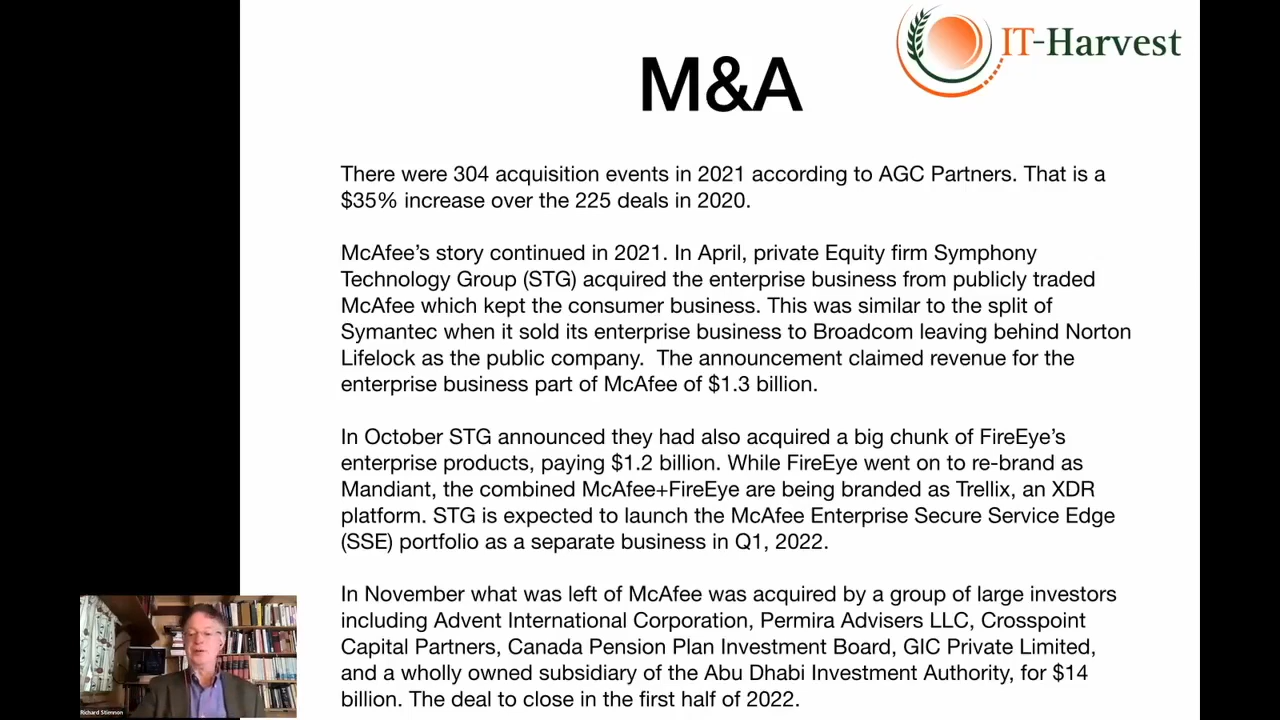 IT-Harvest
M&A
There were 304 acquisition events in 2021 according to AGC Partners. That is a
$35% increase over the 225 deals in 2020.
McAfee’s story continued in 2021. In April, private Equity firm Symphony
Technology Group (STG) acquired the enterprise business from publicly traded
McAfee which kept the consumer business. This was similar to the split of
Symantec when it sold its enterprise business to Broadcom leaving behind Norton
Lifelock as the public company.  The announcement claimed revenue for the
enterprise business part of McAfee of $1.3 billion.
In October STG announced they had also acquired a big chunk of FireEye’s
enterprise products, paying $1.2 billion. While FireEye went on to re-brand as
Mandiant, the combined McAfee+FireEye are being branded as Trellix, an XDR
platform. STG is expected to launch the McAfee Enterprise Secure Service Edge
(SSE) portfolio as a separate business in Q1, 2022.
In November what was left of McAfee was acquired by a group of large investors
including Advent International Corporation, Permira Advisers LLC, Crosspoint
Capital Partners, Canada Pension Plan Investment Board, GIC Private Limited,
and a wholly owned subsidiary of the Abu Dhabi Investment Authority, for $14
billion. The deal to close in the first half of 2022.
Richard Stiennon